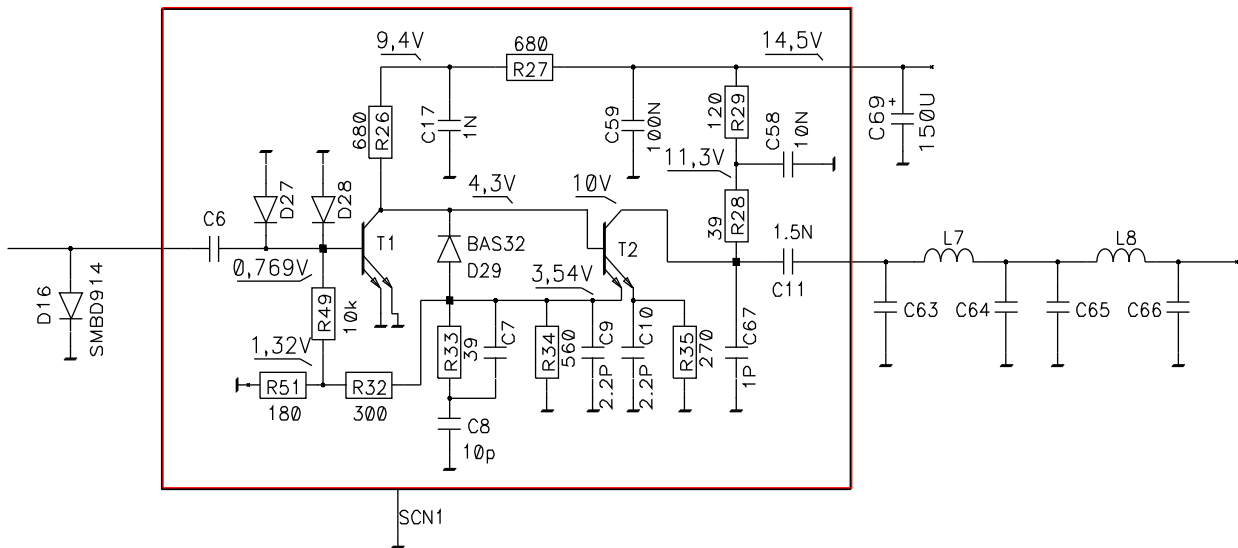 9,4V
680
R27
14,5V
680
R26
C17
1N
C59
100N
120
R29
C58
10N
C69
+
150U
11,3V
D27
D28
4,3V
10V
39
R28
C6
T1
BAS32
D29
T2
1.5N
C11
L7
L8
0,769V
3,54V
D16
SMBD914
R49
10k
C7
R33
39
R34
560
C9
2.2P
C10
2.2P
R35
270
C67
1P
C63
C64
C65
C66
1,32V
R51
180
R32
300
C8
10p
SCN1